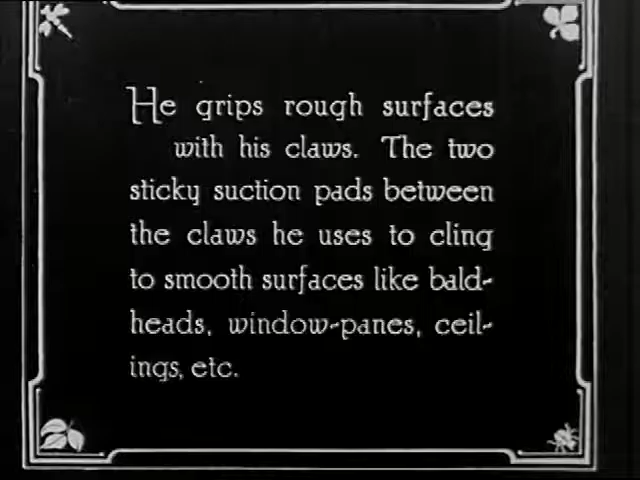 He grips rough surfaces
with his claws. The two
sticky suction pads between
the claws he uses to cling
to smooth surfaces like bald-
heads, window-panes, ceil-
ings, etc.